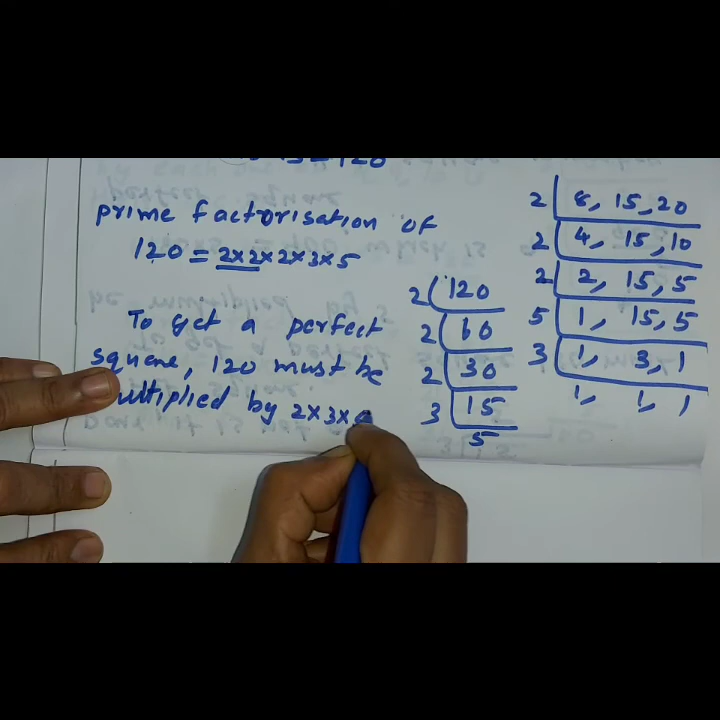 prime factorisation of
120 = 2×2×2×3×5
To get a perfect
square, 120 must be
multiplied by 2×3×
2 | 120
2 | 60
2 | 30
3 | 15
5
2 | 8, 15, 20
2 | 4, 15, 10
2 | 2, 15, 5
5 | 1, 15, 5
3 | 1, 3, 1
1, 1, 1